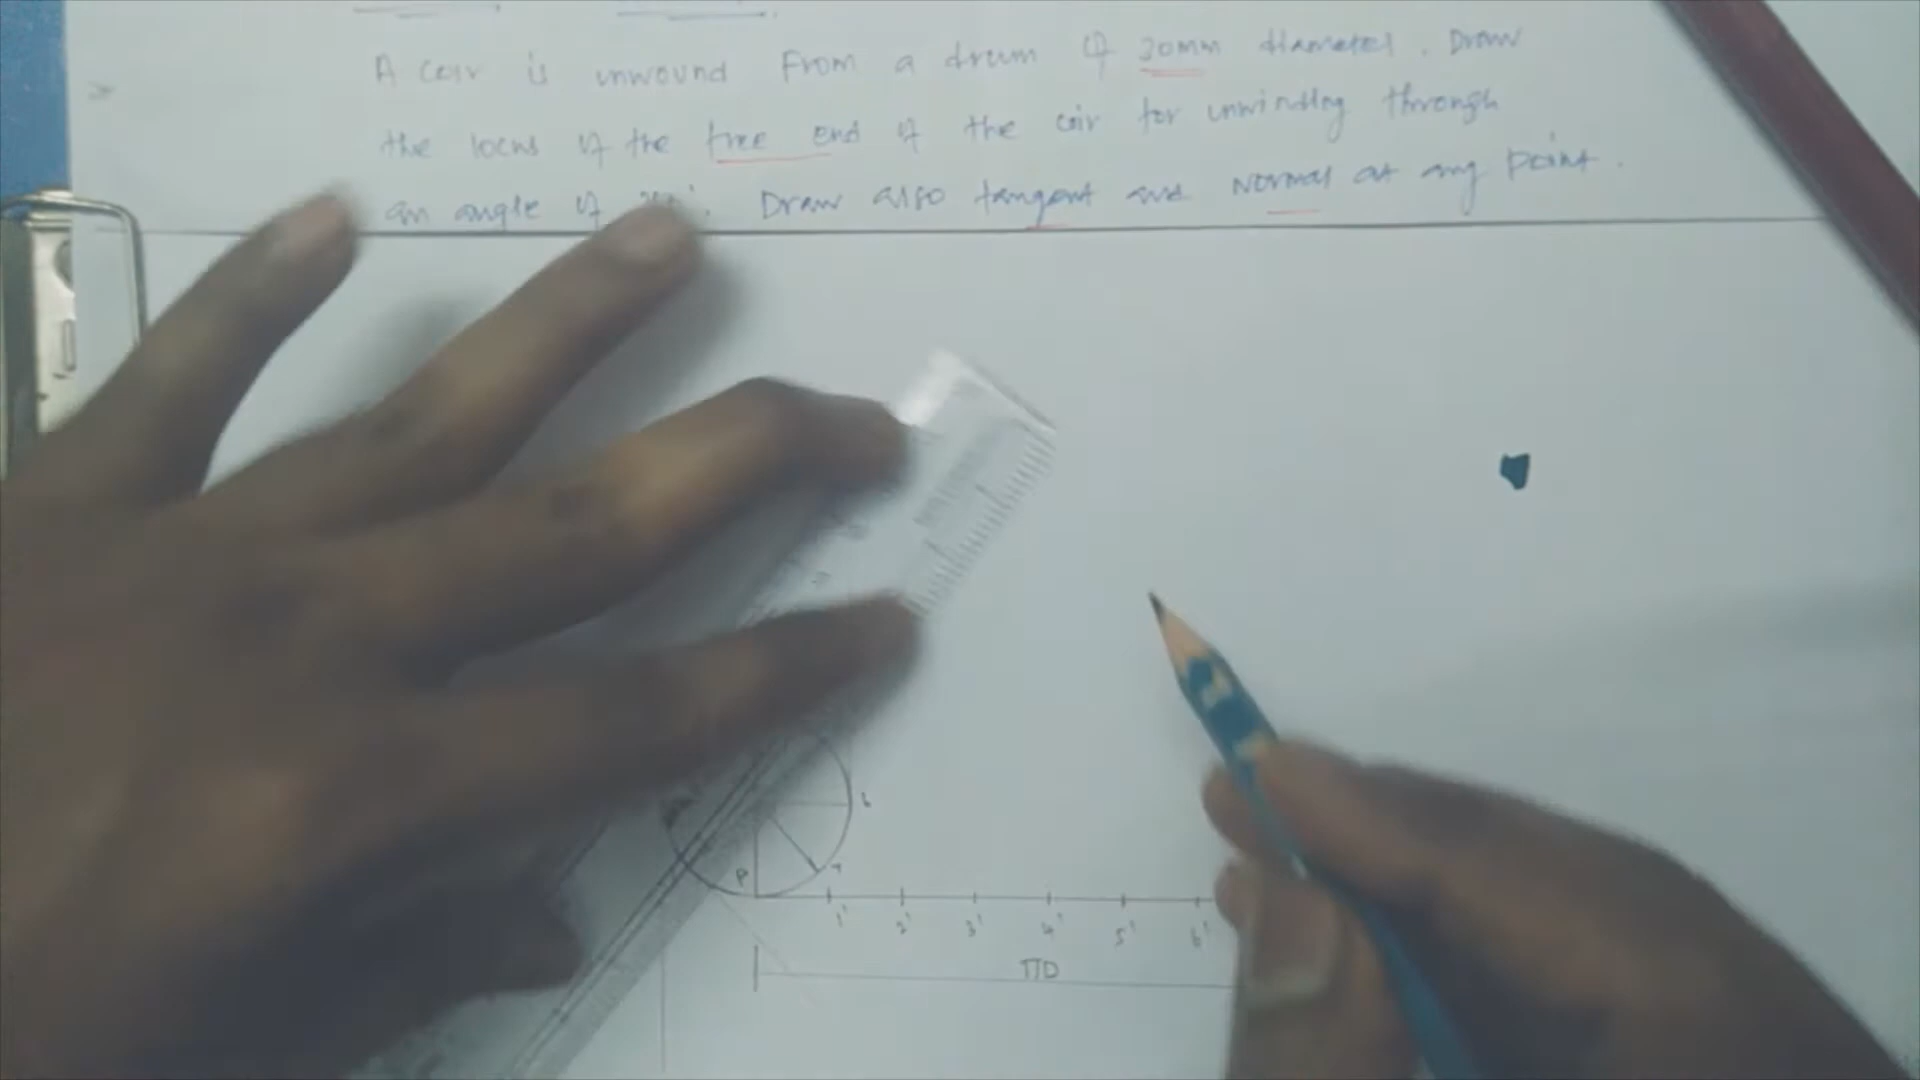 A coir is unwound From a drum of 30mm diameter. Draw
the locus of the free end of the coir for unwinding through
an angle of Draw also tangent and Normal at any point.
6
P 7
1' 2' 3' 4' 5' 6'
πD